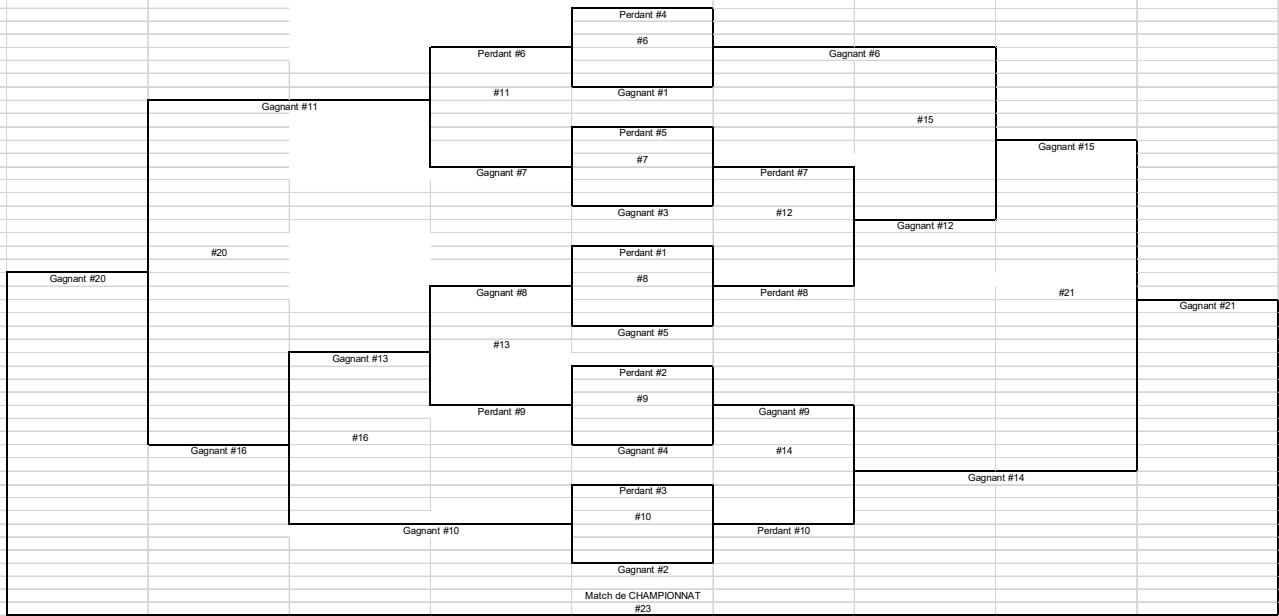 Perdant #4
#6
Perdant #6
Gagnant #6
#11
Gagnant #1
Gagnant #11
#15
Perdant #5
Gagnant #15
#7
Gagnant #7
Perdant #7
Gagnant #3
#12
Gagnant #12
#20
Perdant #1
Gagnant #20
#8
Gagnant #8
Perdant #8
#21
Gagnant #21
Gagnant #5
#13
Gagnant #13
Perdant #2
#9
Perdant #9
Gagnant #9
#16
Gagnant #16
Gagnant #4
#14
Gagnant #14
Perdant #3
#10
Gagnant #10
Perdant #10
Gagnant #2
Match de CHAMPIONNAT
#23